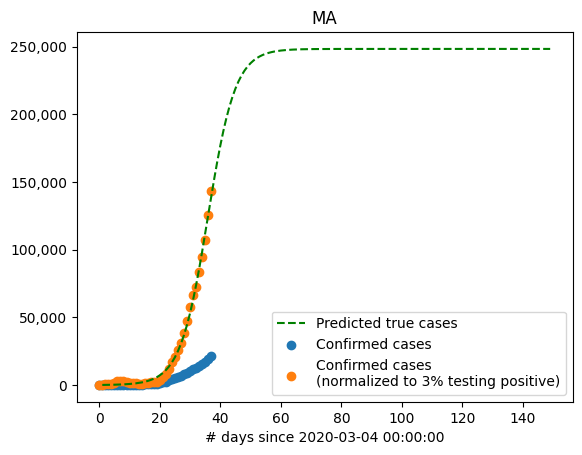 MA
250,000
200,000
150,000
100,000
50,000
0
0 20 40 60 80 100 120 140
# days since 2020-03-04 00:00:00
Predicted true cases
Confirmed cases
Confirmed cases
(normalized to 3% testing positive)